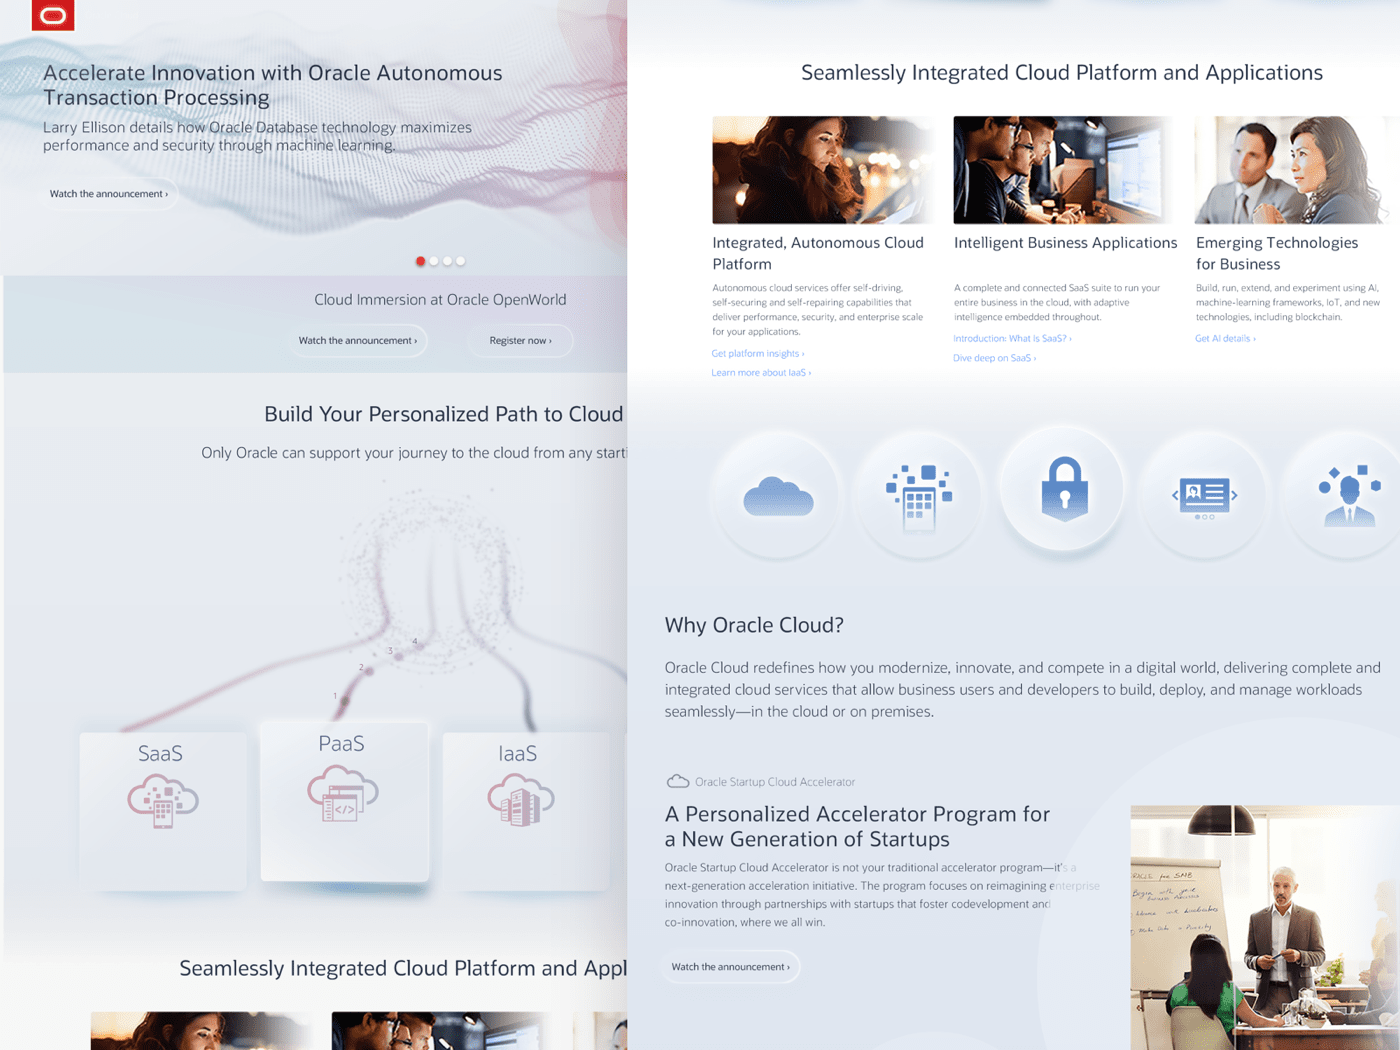 Accelerate Innovation with Oracle Autonomous
Transaction Processing
Larry Ellison details how Oracle Database technology maximizes
performance and security through machine learning.
Watch the announcement ›
Cloud Immersion at Oracle OpenWorld
Watch the announcement ›
Register now ›
Build Your Personalized Path to Cloud
Only Oracle can support your journey to the cloud from any starti
4
3
2
1
SaaS
PaaS
IaaS
</>
Seamlessly Integrated Cloud Platform and Appl
Seamlessly Integrated Cloud Platform and Applications
Integrated, Autonomous Cloud
Platform
Autonomous cloud services offer self-driving,
self-securing and self-repairing capabilities that
deliver performance, security, and enterprise scale
for your applications.
Get platform insights ›
Learn more about IaaS ›
Intelligent Business Applications
A complete and connected SaaS suite to run your
entire business in the cloud, with adaptive
intelligence embedded throughout.
Introduction: What is SaaS? ›
Dive deep on SaaS ›
Emerging Technologies
for Business
Build, run, extend, and experiment using AI,
machine-learning frameworks, IoT, and new
technologies, including blockchain.
Get AI details ›
Why Oracle Cloud?
Oracle Cloud redefines how you modernize, innovate, and compete in a digital world, delivering complete and
integrated cloud services that allow business users and developers to build, deploy, and manage workloads
seamlessly—in the cloud or on premises.
Oracle Startup Cloud Accelerator
A Personalized Accelerator Program for
a New Generation of Startups
Oracle Startup Cloud Accelerator is not your traditional accelerator program—it's a
next-generation acceleration initiative. The program focuses on reimagining enterprise
innovation through partnerships with startups that foster codevelopment and
co-innovation, where we all win.
Watch the announcement ›
for SMB
Begin with your